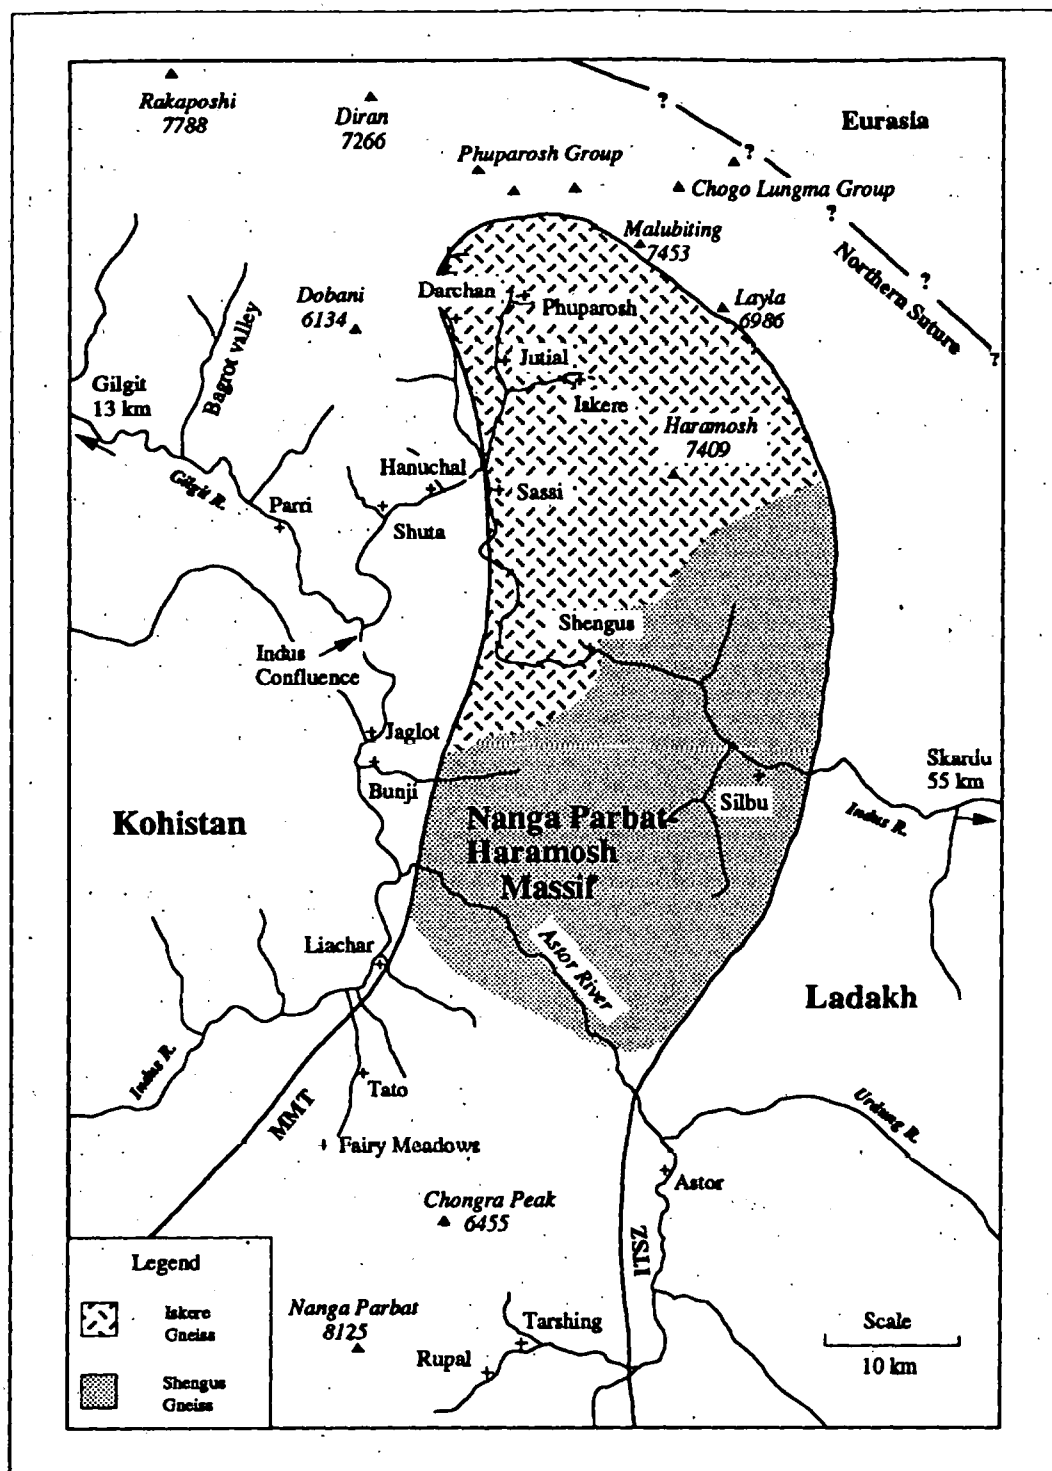 Rakaposhi
7788
Diran
7266
Eurasia
Phuparosh Group
Chogo Lungma Group
Malubiting
7453
Northern Suture
? ? ? ? ?
Darchan
Phuparosh
Dobani
6134
Layla
6986
Bagrot valley
Jutial
Gilgit
13 km
Iskere
Haramosh
7409
Hanuchal
Gilgit R.
Sassi
Parri
Shuta
Shengus
Indus
Confluence
Jaglot
Skardu
55 km
Bunji
Silbu
Indus R.
Kohistan
Nanga Parbat-
Haramosh
Massif
Liachar
Astor River
Ladakh
Indus R.
Tato
MMT
Urdung R.
Fairy Meadows
Astor
Chongra Peak
6455
ITSZ
Legend
Iskere
Gneiss
Shengus
Gneiss
Nanga Parbat
8125
Tarshing
Rupal
Scale
10 km